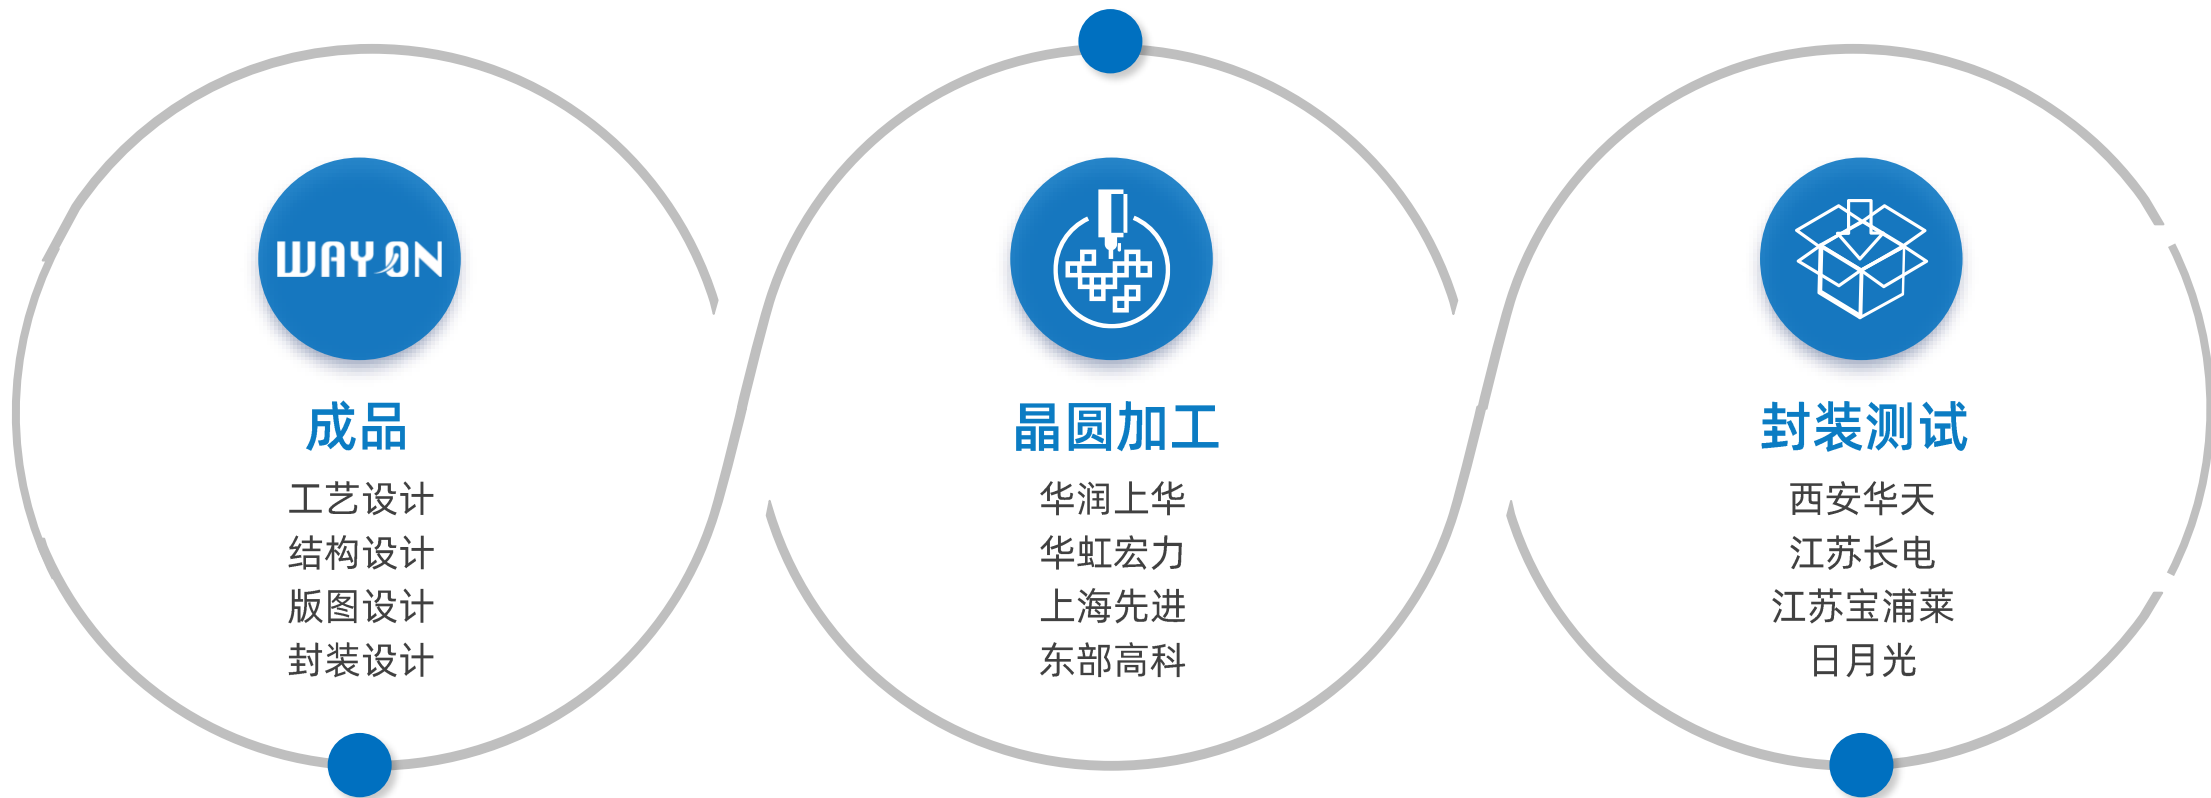 WAYON
成品
工艺设计
结构设计
版图设计
封装设计
晶圆加工
华润上华
华虹宏力
上海先进
东部高科
封装测试
西安华天
江苏长电
江苏宝浦莱
日月光